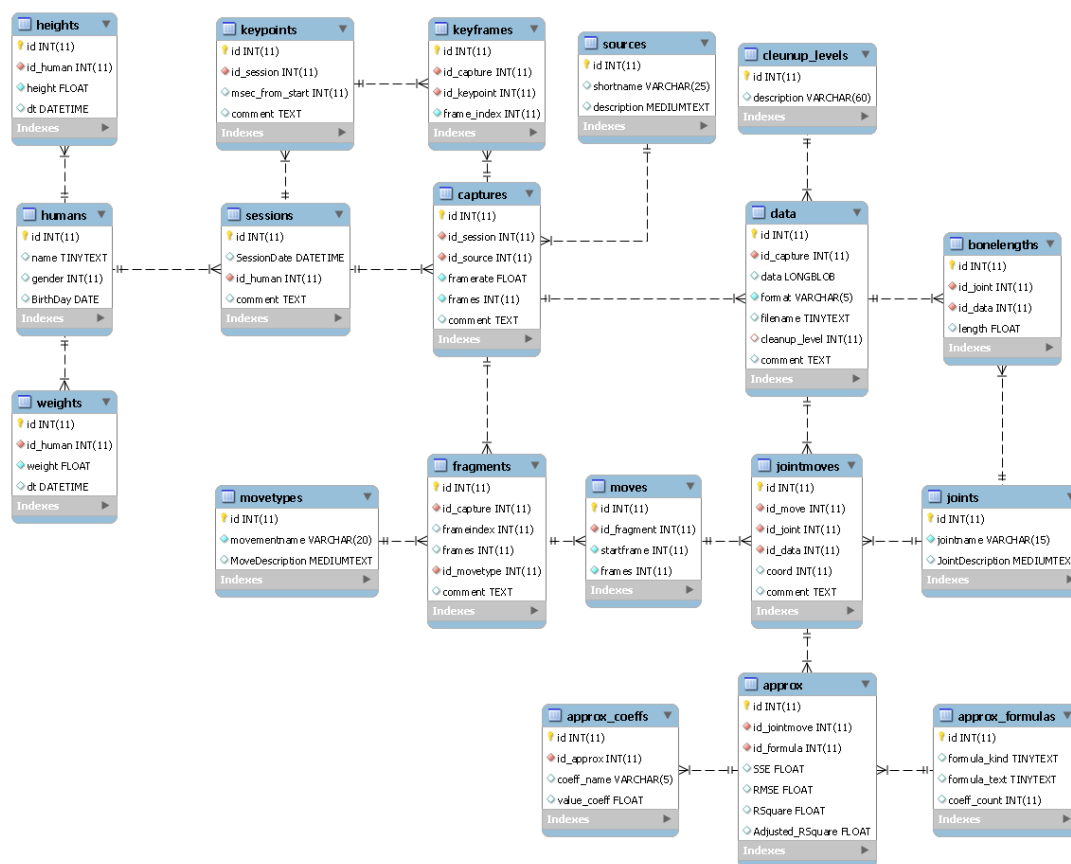 heights
id INT(11)
id_human INT(11)
height FLOAT
dt DATETIME
Indexes
keypoints
id INT(11)
id_session INT(11)
msec_from_start INT(11)
comment TEXT
Indexes
keyframes
id INT(11)
id_capture INT(11)
id_keypoint INT(11)
frame_index INT(11)
Indexes
sources
id INT(11)
shortname VARCHAR(25)
description MEDIUMTEXT
Indexes
cleanup_levels
id INT(11)
description VARCHAR(60)
Indexes
humans
id INT(11)
name TINYTEXT
gender INT(11)
BirthDay DATE
Indexes
sessions
id INT(11)
SessionDate DATETIME
id_human INT(11)
comment TEXT
Indexes
captures
id INT(11)
id_session INT(11)
id_source INT(11)
framerate FLOAT
frames INT(11)
comment TEXT
Indexes
data
id INT(11)
id_capture INT(11)
data LONGBLOB
format VARCHAR(5)
filename TINYTEXT
cleanup_level INT(11)
comment TEXT
Indexes
bonelengths
id INT(11)
id_joint INT(11)
id_data INT(11)
length FLOAT
Indexes
weights
id INT(11)
id_human INT(11)
weight FLOAT
dt DATETIME
Indexes
movetypes
id INT(11)
movementname VARCHAR(20)
MoveDescription MEDIUMTEXT
Indexes
fragments
id INT(11)
id_capture INT(11)
frameindex INT(11)
frames INT(11)
id_movetype INT(11)
comment TEXT
Indexes
moves
id INT(11)
id_fragment INT(11)
startframe INT(11)
frames INT(11)
Indexes
jointmoves
id INT(11)
id_move INT(11)
id_joint INT(11)
id_data INT(11)
coord INT(11)
comment TEXT
Indexes
joints
id INT(11)
jointname VARCHAR(15)
JointDescription MEDIUMTEXT
Indexes
approx_coeffs
id INT(11)
id_approx INT(11)
coeff_name VARCHAR(5)
value_coeff FLOAT
Indexes
approx
id INT(11)
id_jointmove INT(11)
id_formula INT(11)
SSE FLOAT
RMSE FLOAT
RSquare FLOAT
Adjusted_RSquare FLOAT
Indexes
approx_formulas
id INT(11)
formula_kind TINYTEXT
formula_text TINYTEXT
coeff_count INT(11)
Indexes